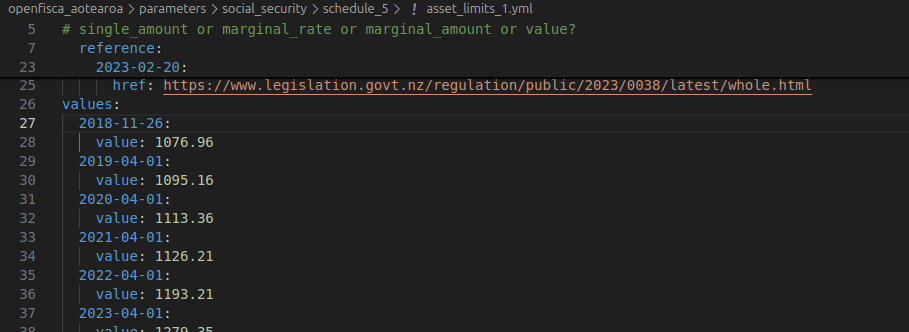 openfisca_aotearoa > parameters > social_security > schedule_5 > ! asset_limits_1.yml
5 # single_amount or marginal_rate or marginal_amount or value?
7 reference:
23 2023-02-20:
25 href: https://www.legislation.govt.nz/regulation/public/2023/0038/latest/whole.html
26 values:
27 2018-11-26:
28 value: 1076.96
29 2019-04-01:
30 value: 1095.16
31 2020-04-01:
32 value: 1113.36
33 2021-04-01:
34 value: 1126.21
35 2022-04-01:
36 value: 1193.21
37 2023-04-01:
38 value: 1279.35